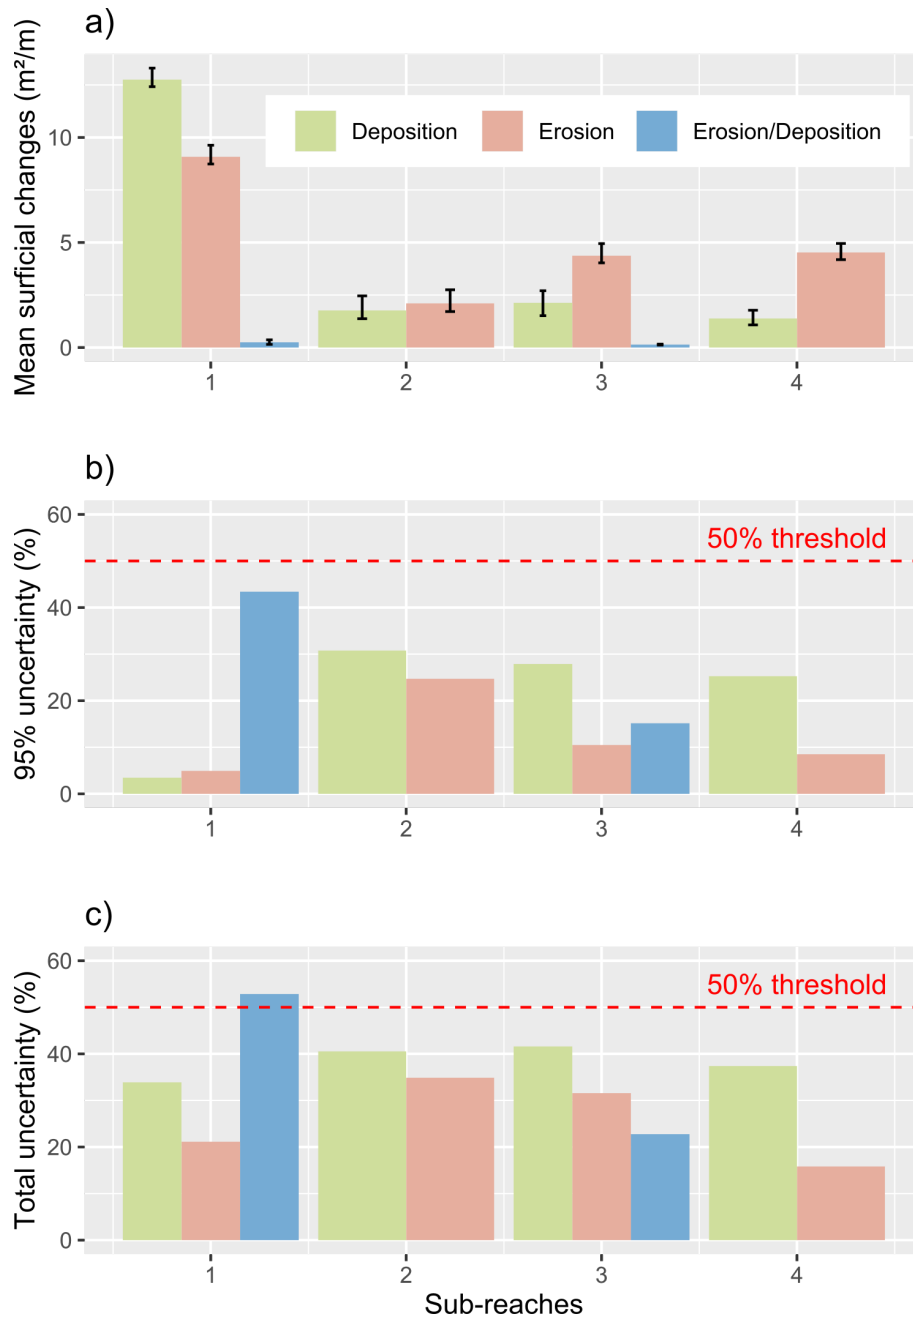 a)
Mean surficial changes (m²/m)
10
5
0
Deposition
Erosion
Erosion/Deposition
1
2
3
4
b)
95% uncertainty (%)
60
40
20
0
50% threshold
1
2
3
4
c)
Total uncertainty (%)
60
40
20
0
50% threshold
1
2
3
4
Sub-reaches